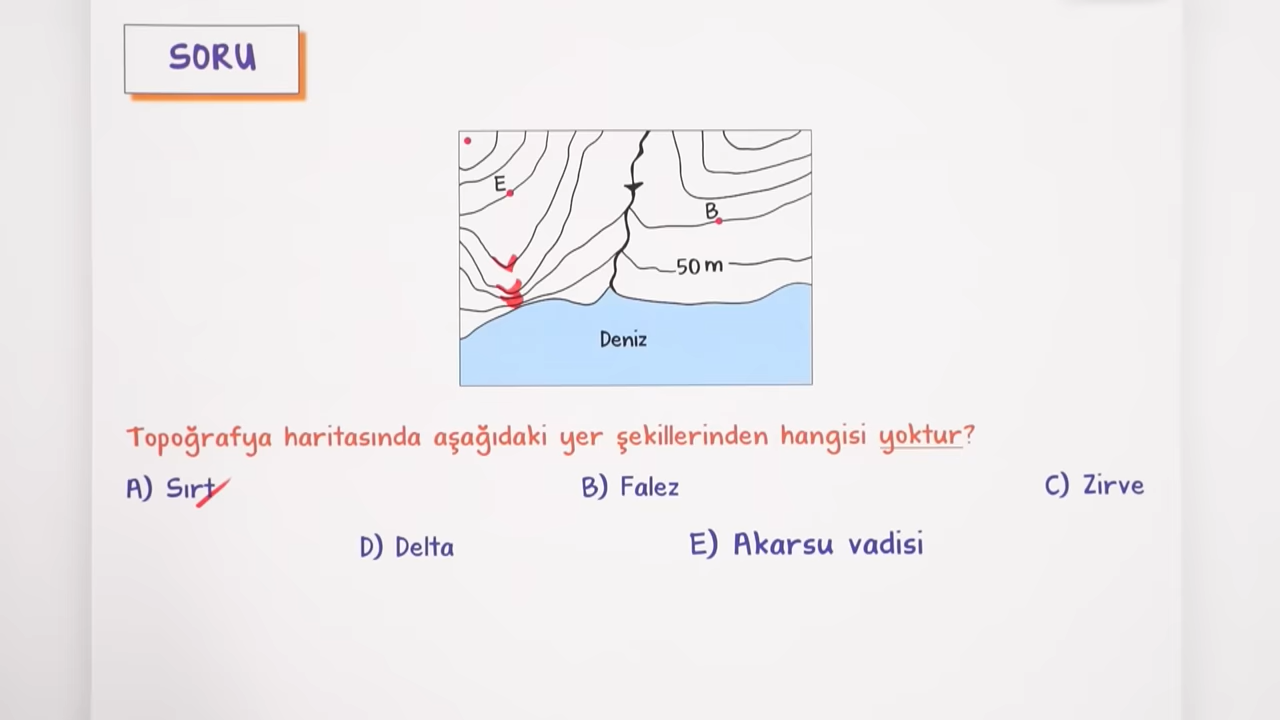 SORU
E
B
50 m
Deniz
Topoğrafya haritasında aşağıdaki yer şekillerinden hangisi yoktur?
A) Sırt B) Falez C) Zirve
D) Delta E) Akarsu vadisi